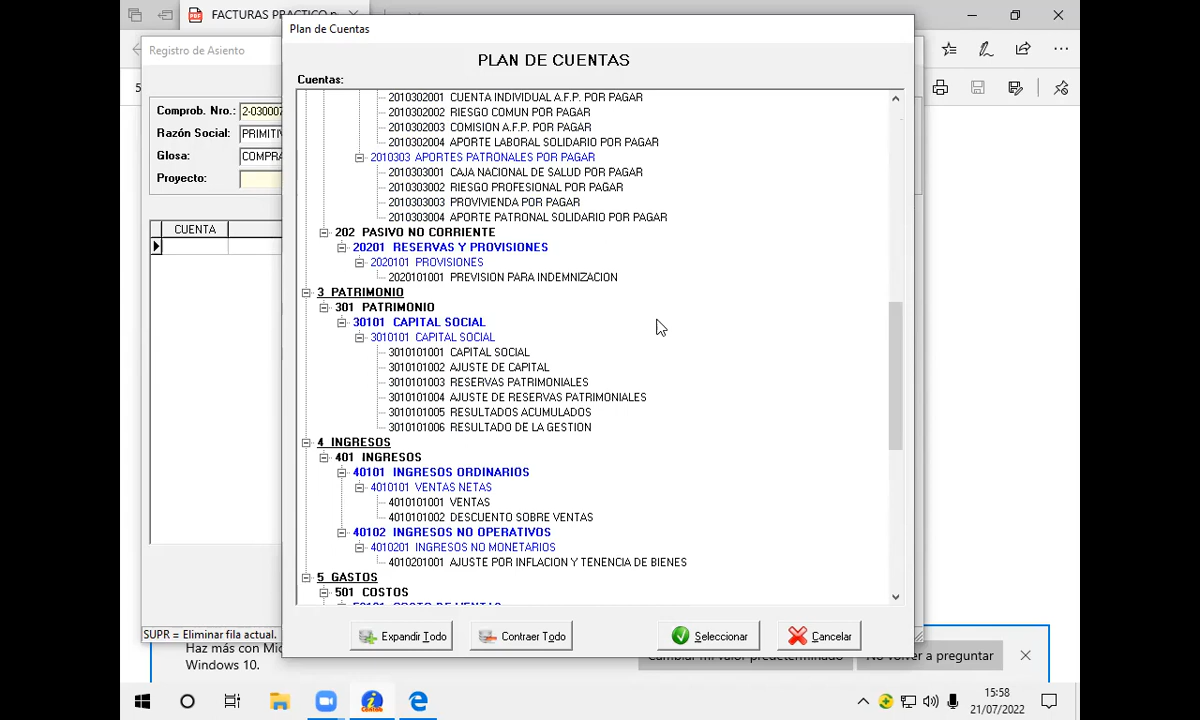 FACTURAS PRACTICO
Plan de Cuentas
Registro de Asiento
PLAN DE CUENTAS
Cuentas:
Comprob. Nro.: 2-03000
Razón Social: PRIMITIV
Glosa: COMPRA
Proyecto:
CUENTA
2010302001 CUENTA INDIVIDUAL A.F.P. POR PAGAR
2010302002 RIESGO COMUN POR PAGAR
2010302003 COMISION A.F.P. POR PAGAR
2010302004 APORTE LABORAL SOLIDARIO POR PAGAR
2010303 APORTES PATRONALES POR PAGAR
2010303001 CAJA NACIONAL DE SALUD POR PAGAR
2010303002 RIESGO PROFESIONAL POR PAGAR
2010303003 PROVIVIENDA POR PAGAR
2010303004 APORTE PATRONAL SOLIDARIO POR PAGAR
202 PASIVO NO CORRIENTE
20201 RESERVAS Y PROVISIONES
2020101 PROVISIONES
2020101001 PREVISION PARA INDEMNIZACION
3 PATRIMONIO
301 PATRIMONIO
30101 CAPITAL SOCIAL
3010101 CAPITAL SOCIAL
3010101001 CAPITAL SOCIAL
3010101002 AJUSTE DE CAPITAL
3010101003 RESERVAS PATRIMONIALES
3010101004 AJUSTE DE RESERVAS PATRIMONIALES
3010101005 RESULTADOS ACUMULADOS
3010101006 RESULTADO DE LA GESTION
4 INGRESOS
401 INGRESOS
40101 INGRESOS ORDINARIOS
4010101 VENTAS NETAS
4010101001 VENTAS
4010101002 DESCUENTO SOBRE VENTAS
40102 INGRESOS NO OPERATIVOS
4010201 INGRESOS NO MONETARIOS
4010201001 AJUSTE POR INFLACION Y TENENCIA DE BIENES
5 GASTOS
501 COSTOS
Expandir Todo
Contraer Todo
Seleccionar
Cancelar
SUPR = Eliminar fila actual.
Haz más con Mic
Windows 10.
Cambiar mi valor predeterminado
No volver a preguntar
15:58
21/07/2022